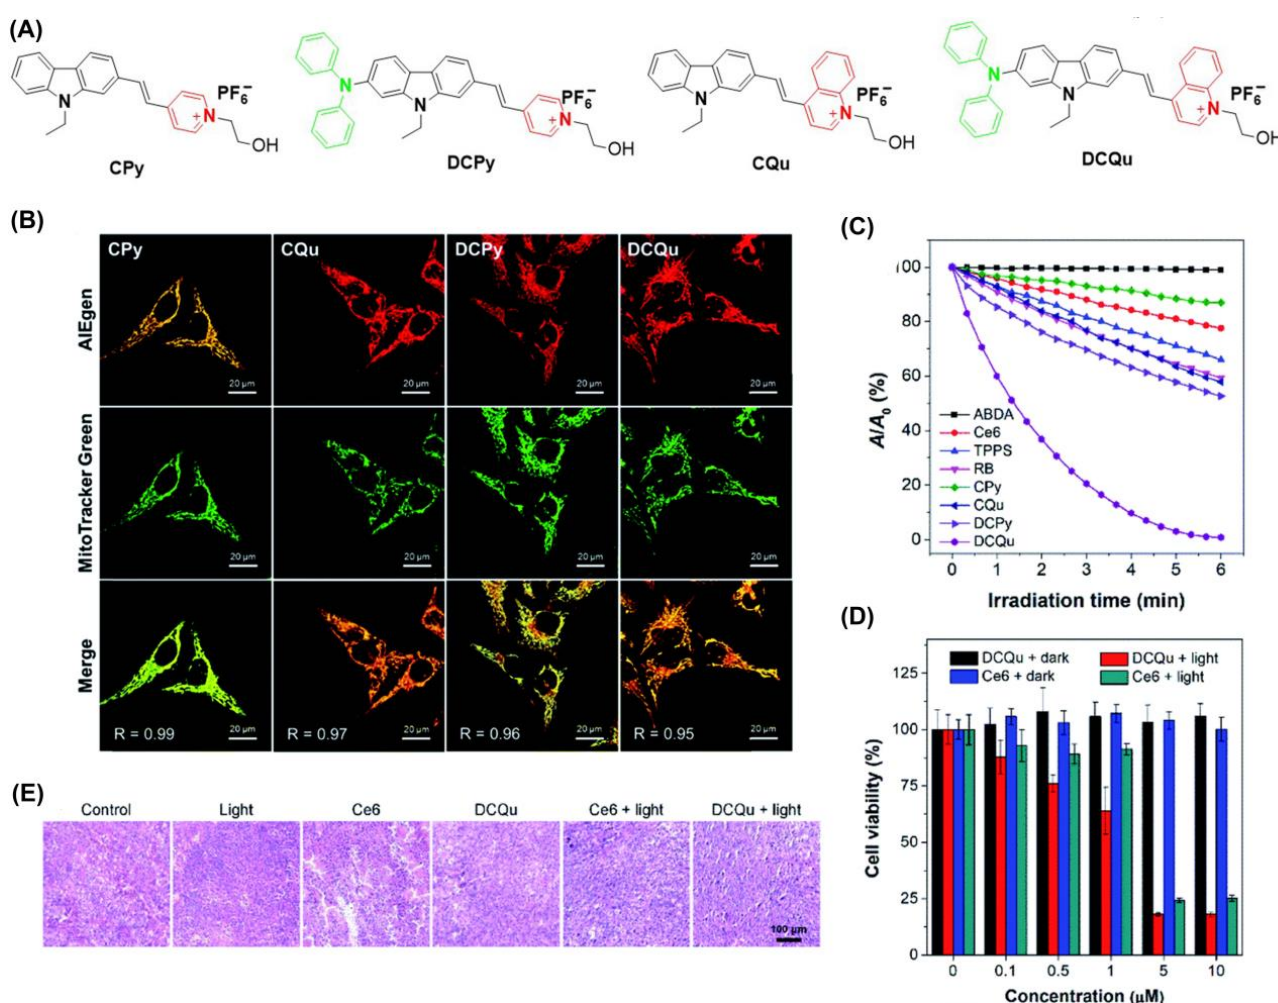 (A)
N
PF6−
N
+
OH
CPy
N
N
PF6−
N
+
OH
DCPy
N
PF6−
N
+
OH
CQu
N
N
PF6−
N
+
OH
DCQu
(B)
CPy
CQu
DCPy
DCQu
AIEgen
20 µm
20 µm
20 µm
20 µm
MitoTracker Green
20 µm
20 µm
20 µm
20 µm
Merge
R = 0.99
20 µm
R = 0.97
20 µm
R = 0.96
20 µm
R = 0.95
20 µm
(C)
A/A0 (%)
00
80
60
40
20
0
ABDA
Ce6
TPPS
RB
CPy
CQu
DCPy
DCQu
0 1 2 3 4 5 6
Irradiation time (min)
(D)
Cell viability (%)
125
100
75
50
25
0
DCQu + dark
DCQu + light
Ce6 + dark
Ce6 + light
0 0.1 0.5 1 5 10
Concentration (µM)
(E)
Control
Light
Ce6
DCQu
Ce6 + light
DCQu + light
100 µm